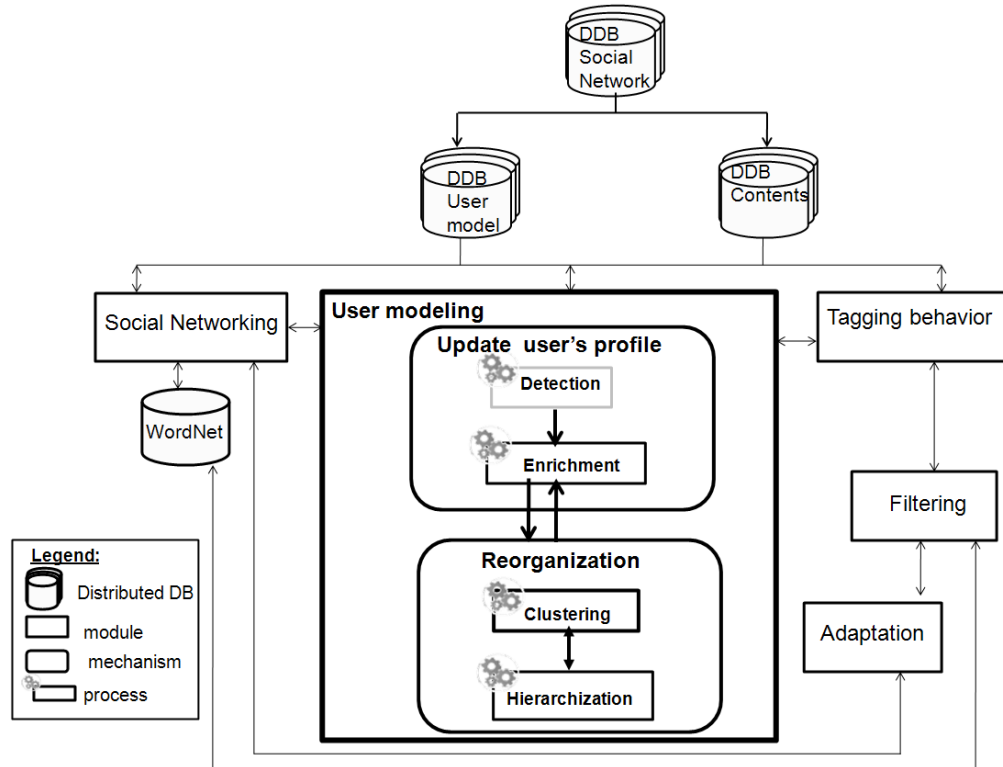 DDB
Social
Network
DDB
User
model
DDB
Contents
Social Networking
User modeling
Tagging behavior
Update user's profile
Detection
WordNet
Enrichment
Filtering
Reorganization
Clustering
Adaptation
Hierarchization
Legend:
Distributed DB
module
mechanism
process